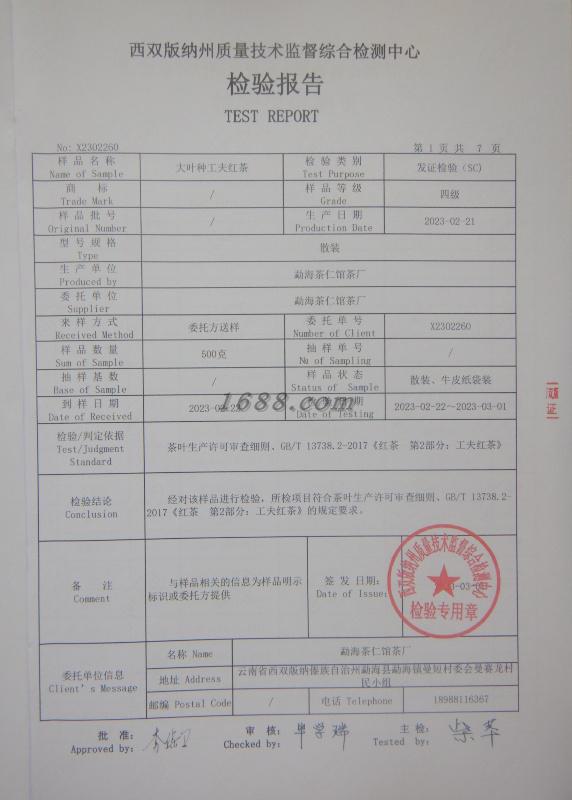 西双版纳州质量技术监督综合检测中心
检验报告
TEST REPORT
No: X2302260 第 1 页 共 7 页
样品名称 大叶种工夫红茶 检验类别 发证检验（SC）
Name of Sample Test Purpose
商 标 / 样品等级 四级
Trade Mark Grade
样品批号 / 生产日期 2023-02-21
Original Number Production Date
型号规格 散装
Type
生产单位 勐海茶仁馆茶厂
Produced by
委托单位 勐海茶仁馆茶厂
Supplier
来样方式 委托方送样 委托单号 X2302260
Received Method Number of Client
样品数量 500克 抽样单号 /
Sum of Sample № of Sampling
抽样基数 / 样品状态 散装、牛皮纸袋装
Base of Sample Status of Sample
到样日期 2023-02-22 日期 2023-02-22～2023-03-01
Date of Received Date of Testing
1688.com
检验/判定依据
Test/Judgment
Standard
茶叶生产许可审查细则、GB/T 13738.2-2017《红茶 第2部分：工夫红茶》
检验结论
Conclusion
经对该样品进行检验，所检项目符合茶叶生产许可审查细则、GB/T 13738.2-
2017《红茶 第2部分：工夫红茶》的规定要求。
备 注
Comment
与样品相关的信息为样品明示
标识或委托方提供
签发日期:
Date of Issue:
西双版纳州质量技术监督综合检测中心
检验专用章
委托单位信息
Client's Message
名称 Name 勐海茶仁馆茶厂
地址 Address 云南省西双版纳傣族自治州勐海县勐海镇曼短村委会曼赛龙村
民小组
邮编 Postal Code / 电话 Telephone 18988116367
批 准: 审 核: 主 检:
Approved by: Checked by: Tested by: